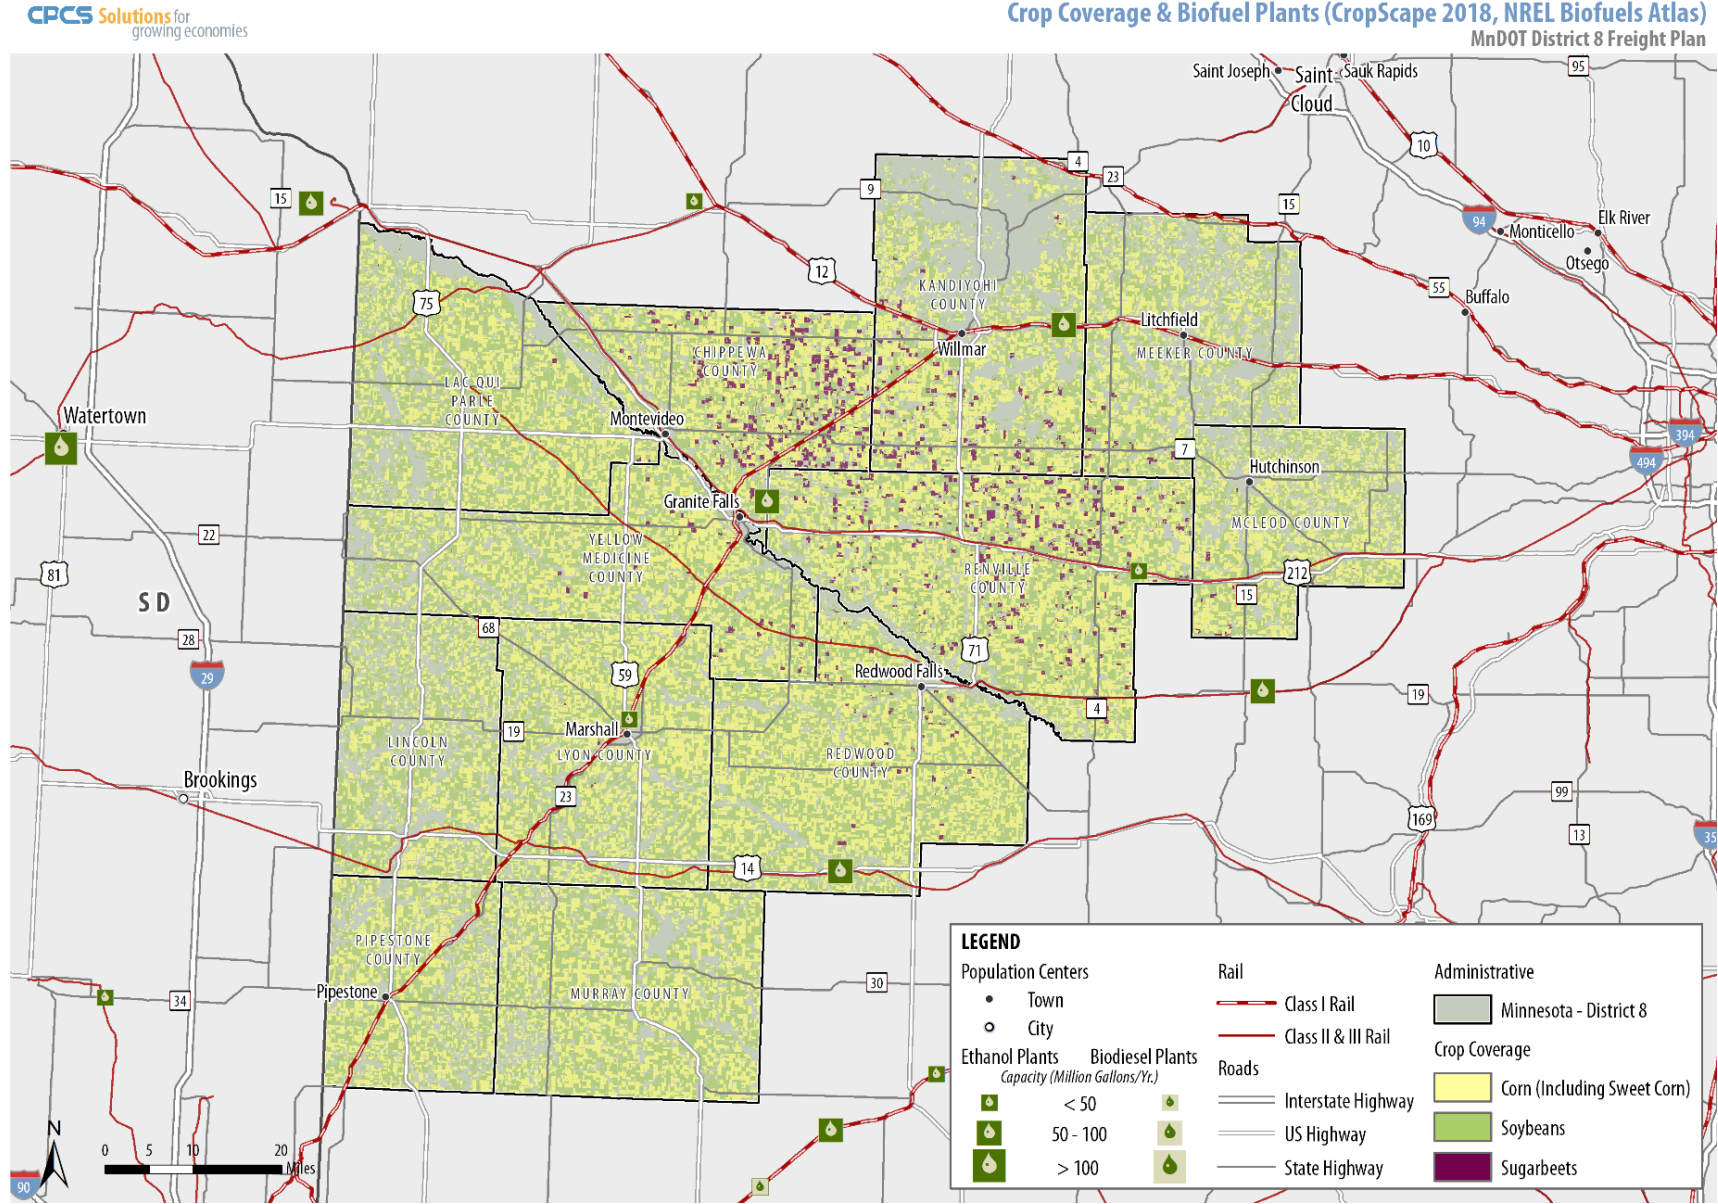 CPCS Solutions for
growing economies
Crop Coverage & Biofuel Plants (CropScape 2018, NREL Biofuels Atlas)
MnDOT District 8 Freight Plan
Saint Joseph
Saint
Cloud
Sauk Rapids
95
10
4
23
9
15
15
94
Elk River
Monticello
Otsego
12
55
Buffalo
75
KANDIYOHI
COUNTY
Litchfield
Willmar
MEEKER COUNTY
CHIPPEWA
COUNTY
LAC QUI
PARLE
COUNTY
Watertown
Montevideo
394
494
7
Hutchinson
Granite Falls
MCLEOD COUNTY
22
YELLOW
MEDICINE
COUNTY
RENVILLE
COUNTY
212
81
SD
15
68
28
71
29
59
Redwood Falls
19
4
19
Marshall
LYON COUNTY
LINCOLN
COUNTY
REDWOOD
COUNTY
Brookings
23
99
169
13
35
14
PIPESTONE
COUNTY
Pipestone
MURRAY COUNTY
30
34
N
0 5 10 20
Miles
90
LEGEND
Population Centers
Town
City
Ethanol Plants
Biodiesel Plants
Capacity (Million Gallons/Yr.)
< 50
50 - 100
> 100
Rail
Class I Rail
Class II & III Rail
Roads
Interstate Highway
US Highway
State Highway
Administrative
Minnesota - District 8
Crop Coverage
Corn (Including Sweet Corn)
Soybeans
Sugarbeets